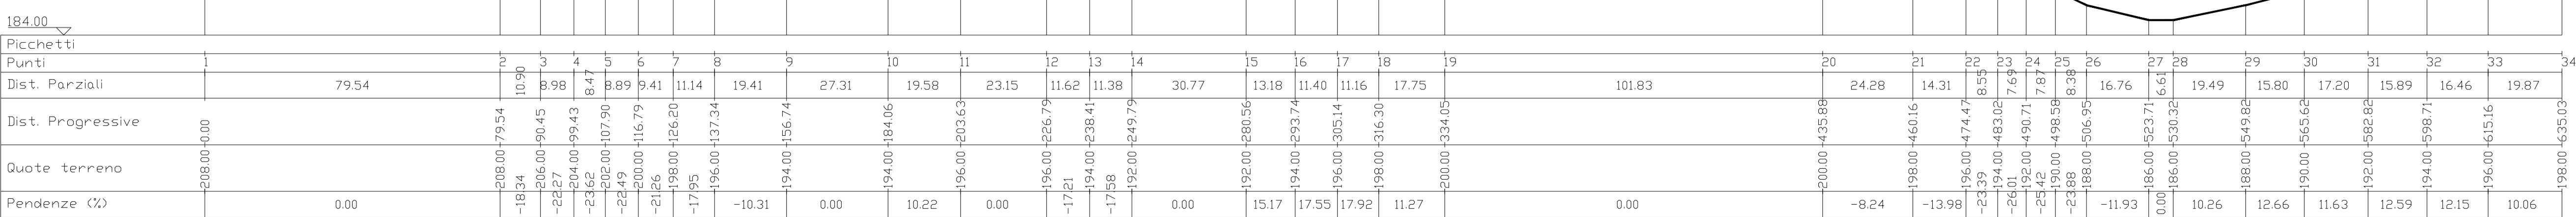 184.00
Picchetti
Punti 1 2 3 4 5 6 7 8 9 10 11 12 13 14 15 16 17 18 19 20 21 22 23 24 25 26 27 28 29 30 31 32 33 34
Dist. Parziali 79.54 10.90 8.98 8.47 8.89 9.41 11.14 19.41 27.31 19.58 23.15 11.62 11.38 30.77 13.18 11.40 11.16 17.75 101.83 24.28 14.31 8.55 7.69 7.87 8.38 16.76 6.61 19.49 15.80 17.20 15.89 16.46 19.87
Dist. Progressive 0.00 79.54 90.45 99.43 107.90 116.79 126.20 137.34 156.74 184.06 203.63 226.79 238.41 249.79 280.56 293.74 305.14 316.30 334.05 435.88 460.16 474.47 483.02 490.71 498.58 506.95 523.71 530.32 549.82 565.62 582.82 598.71 615.16 635.03
Quote terreno 208.00 208.00 206.00 204.00 202.00 200.00 198.00 196.00 194.00 194.00 196.00 196.00 194.00 192.00 192.00 194.00 196.00 198.00 200.00 200.00 198.00 196.00 194.00 192.00 190.00 188.00 186.00 186.00 188.00 190.00 192.00 194.00 196.00 198.00
Pendenze (%) 0.00 -18.34 -22.27 -23.62 -22.49 -21.26 -17.95 -10.31 0.00 10.22 0.00 -17.21 -17.58 0.00 15.17 17.55 17.92 11.27 0.00 -8.24 -13.98 -23.39 -26.01 -25.42 -23.88 -11.93 0.00 10.26 12.66 11.63 12.59 12.15 10.06